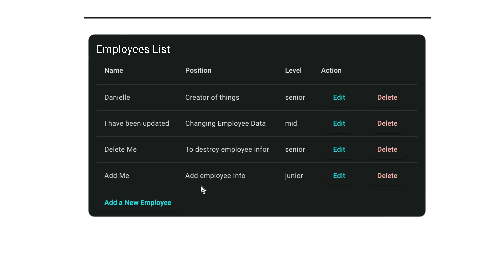 Employees List
Name Position Level Action
Danielle Creator of things senior Edit Delete
I have been updated Changing Employee Data mid Edit Delete
Delete Me To destroy employee infor senior Edit Delete
Add Me Add employee info junior Edit Delete
Add a New Employee